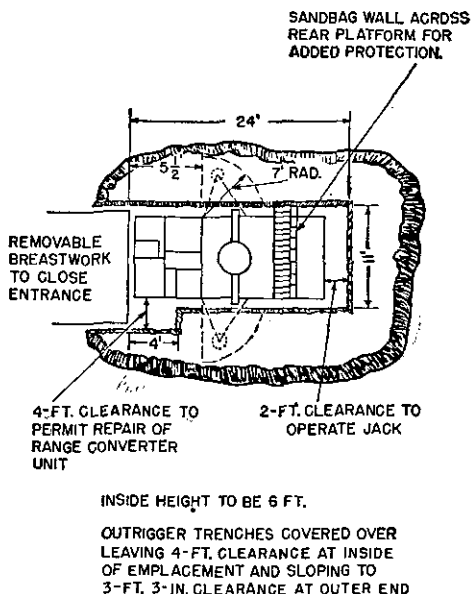 SANDBAG WALL ACROSS
REAR PLATFORM FOR
ADDED PROTECTION.
24'
5 1/2'
7' RAD.
REMOVABLE
BREASTWORK
TO CLOSE
ENTRANCE
11'
4'
4-FT. CLEARANCE TO
PERMIT REPAIR OF
RANGE CONVERTER
UNIT
2-FT. CLEARANCE TO
OPERATE JACK
INSIDE HEIGHT TO BE 6 FT.
OUTRIGGER TRENCHES COVERED OVER
LEAVING 4-FT. CLEARANCE AT INSIDE
OF EMPLACEMENT AND SLOPING TO
3-FT. 3-IN. CLEARANCE AT OUTER END